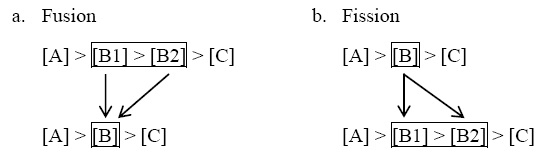 a. Fusion
[A] > [B1] > [B2] > [C]
[A] > [B] > [C]
b. Fission
[A] > [B] > [C]
[A] > [B1] > [B2] > [C]